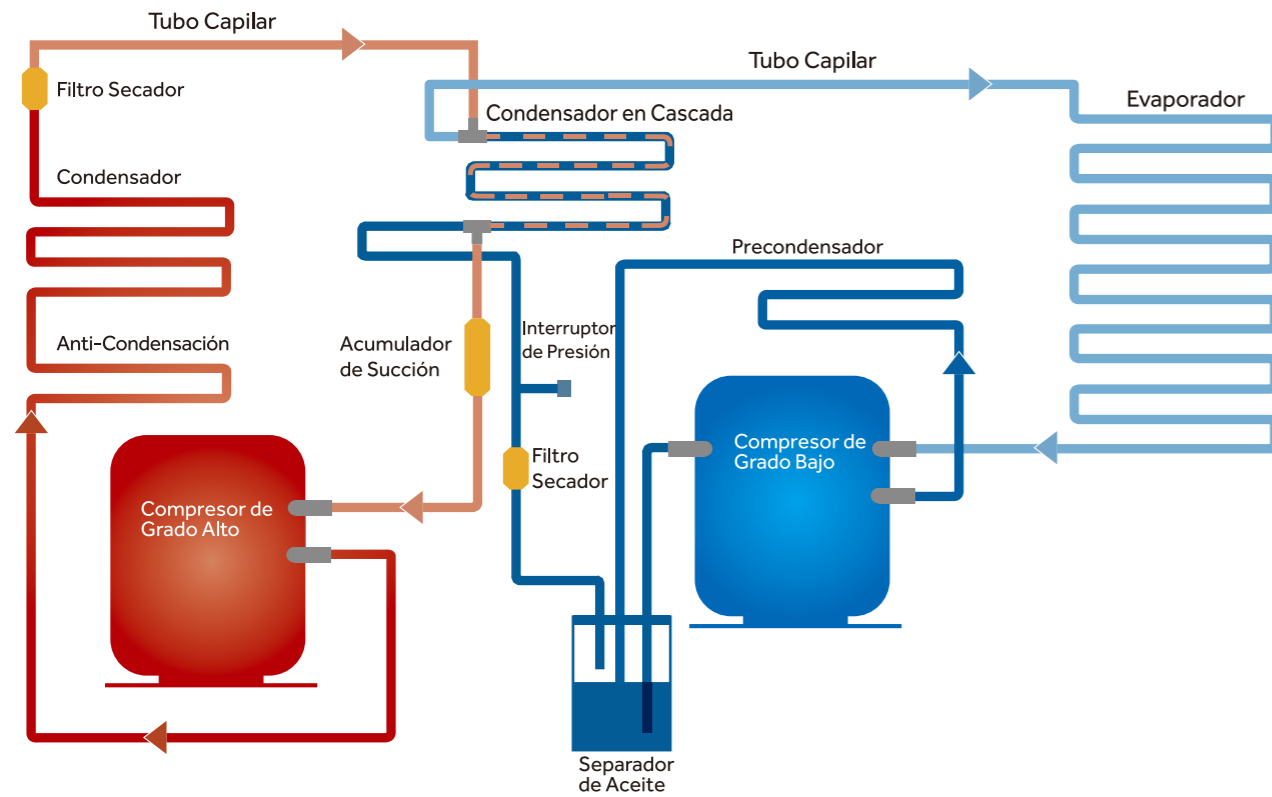 Tubo Capilar
Filtro Secador
Condensador
Anti-Condensación
Compresor de
Grado Alto
Tubo Capilar
Condensador en Cascada
Evaporador
Precondensador
Acumulador
de Succión
Interruptor
de Presión
Filtro
Secador
Compresor de
Grado Bajo
Separador
de Aceite